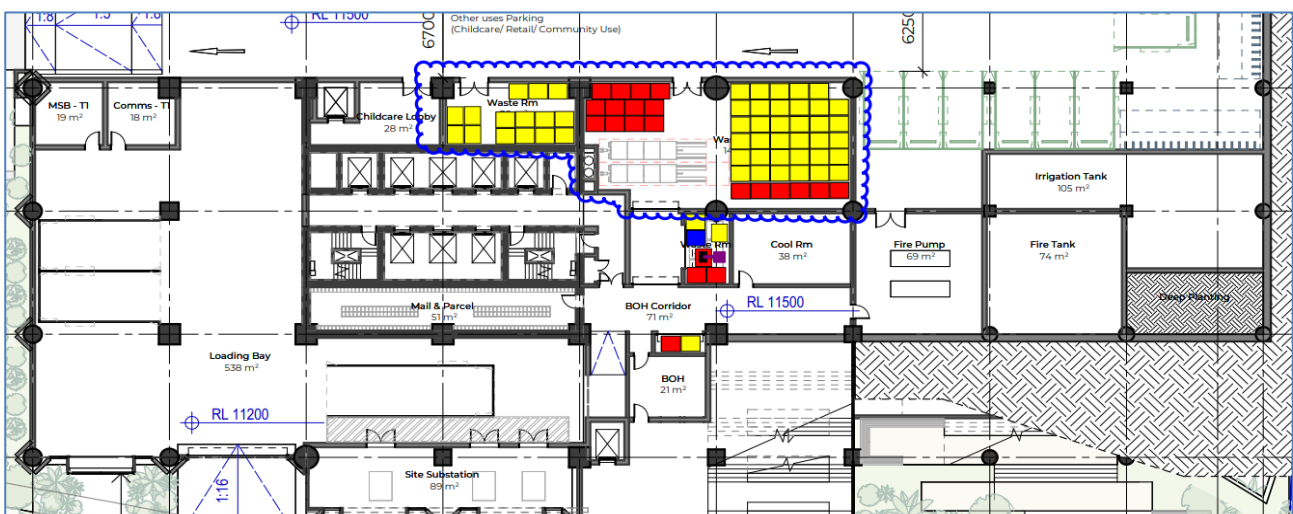 1:8
1:8
RL 11500
6700
Other uses Parking
(Childcare/ Retail/ Community Use)
6250
MSB - T1
19 m²
Comms - T1
18 m²
Childcare Lobby
28 m²
Waste Rm
Wa
Irrigation Tank
105 m²
Waste Rm
Cool Rm
38 m²
Fire Pump
69 m²
Fire Tank
74 m²
Deep Planting
Mail & Parcel
51 m²
BOH Corridor
71 m²
RL 11500
Loading Bay
538 m²
BOH
21 m²
RL 11200
Site Substation
89 m²
1:16